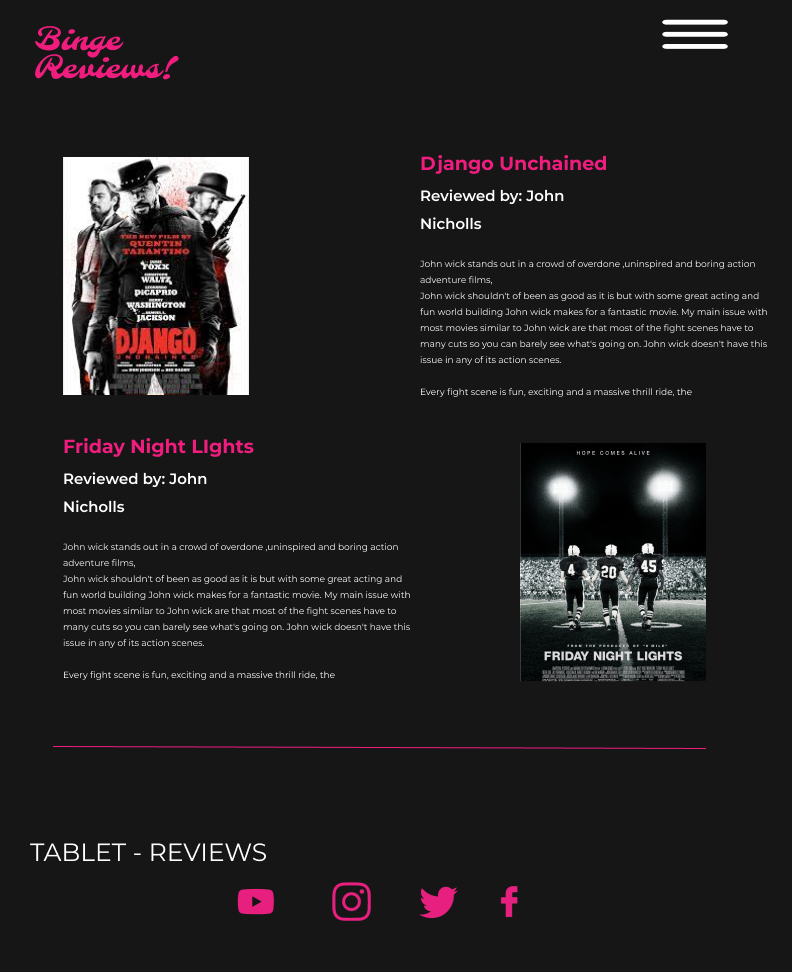 Binge
Reviews!
THE NEW FILM BY
QUENTIN
TARANTINO
JAMIE
FOXX
CHRISTOPH
WALTZ
LEONARDO
DiCAPRIO
KERRY
WASHINGTON
SAMUEL L.
JACKSON
DJANGO
UNCHAINED
Django Unchained
Reviewed by: John
Nicholls
John wick stands out in a crowd of overdone ,uninspired and boring action
adventure films,
John wick shouldn't of been as good as it is but with some great acting and
fun world building John wick makes for a fantastic movie. My main issue with
most movies similar to John wick are that most of the fight scenes have to
many cuts so you can barely see what's going on. John wick doesn't have this
issue in any of its action scenes.
Every fight scene is fun, exciting and a massive thrill ride, the
Friday Night LIghts
Reviewed by: John
Nicholls
John wick stands out in a crowd of overdone ,uninspired and boring action
adventure films,
John wick shouldn't of been as good as it is but with some great acting and
fun world building John wick makes for a fantastic movie. My main issue with
most movies similar to John wick are that most of the fight scenes have to
many cuts so you can barely see what's going on. John wick doesn't have this
issue in any of its action scenes.
Every fight scene is fun, exciting and a massive thrill ride, the
HOPE COMES ALIVE
4 20 45
FROM THE PRODUCER OF "8 MILE"
FRIDAY NIGHT LIGHTS
TABLET - REVIEWS